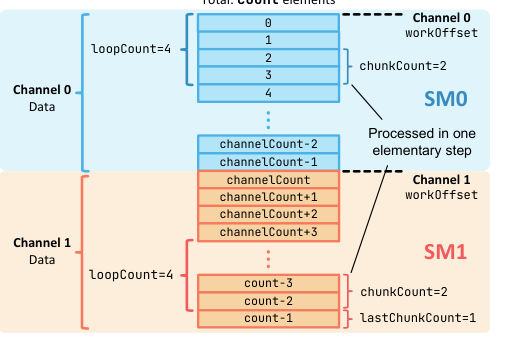 Total: count elements
Channel 0
workOffset
loopCount=4
0
1
2
3
4
chunkCount=2
Channel 0
Data
SM0
Processed in one
elementary step
channelCount-2
channelCount-1
channelCount
channelCount+1
channelCount+2
channelCount+3
Channel 1
workOffset
Channel 1
Data
SM1
loopCount=4
count-3
count-2
count-1
chunkCount=2
lastChunkCount=1